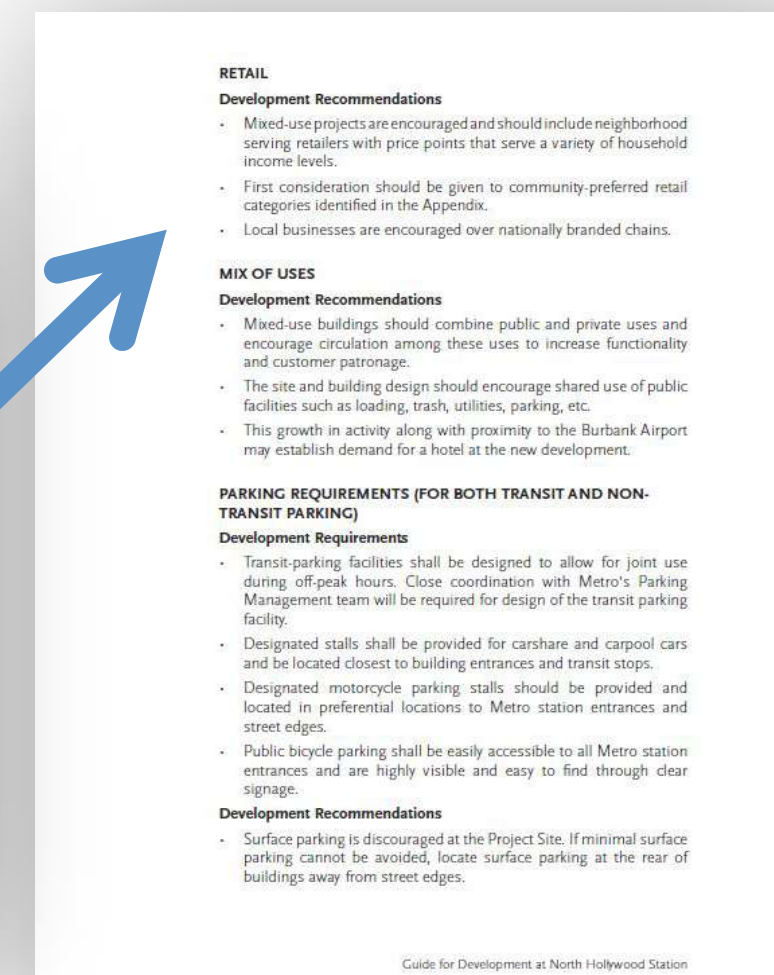 RETAIL
Development Recommendations
· Mixed-use projects are encouraged and should include neighborhood
serving retailers with price points that serve a variety of household
income levels.
· First consideration should be given to community-preferred retail
categories identified in the Appendix.
· Local businesses are encouraged over nationally branded chains.
MIX OF USES
Development Recommendations
· Mixed-use buildings should combine public and private uses and
encourage circulation among these uses to increase functionality
and customer patronage.
· The site and building design should encourage shared use of public
facilities such as loading, trash, utilities, parking, etc.
· This growth in activity along with proximity to the Burbank Airport
may establish demand for a hotel at the new development.
PARKING REQUIREMENTS (FOR BOTH TRANSIT AND NON-
TRANSIT PARKING)
Development Requirements
· Transit-parking facilities shall be designed to allow for joint use
during off-peak hours. Close coordination with Metro's Parking
Management team will be required for design of the transit parking
facility.
· Designated stalls shall be provided for carshare and carpool cars
and be located closest to building entrances and transit stops.
· Designated motorcycle parking stalls should be provided and
located in preferential locations to Metro station entrances and
street edges.
· Public bicycle parking shall be easily accessible to all Metro station
entrances and are highly visible and easy to find through clear
signage.
Development Recommendations
· Surface parking is discouraged at the Project Site. If minimal surface
parking cannot be avoided, locate surface parking at the rear of
buildings away from street edges.
Guide for Development at North Hollywood Station